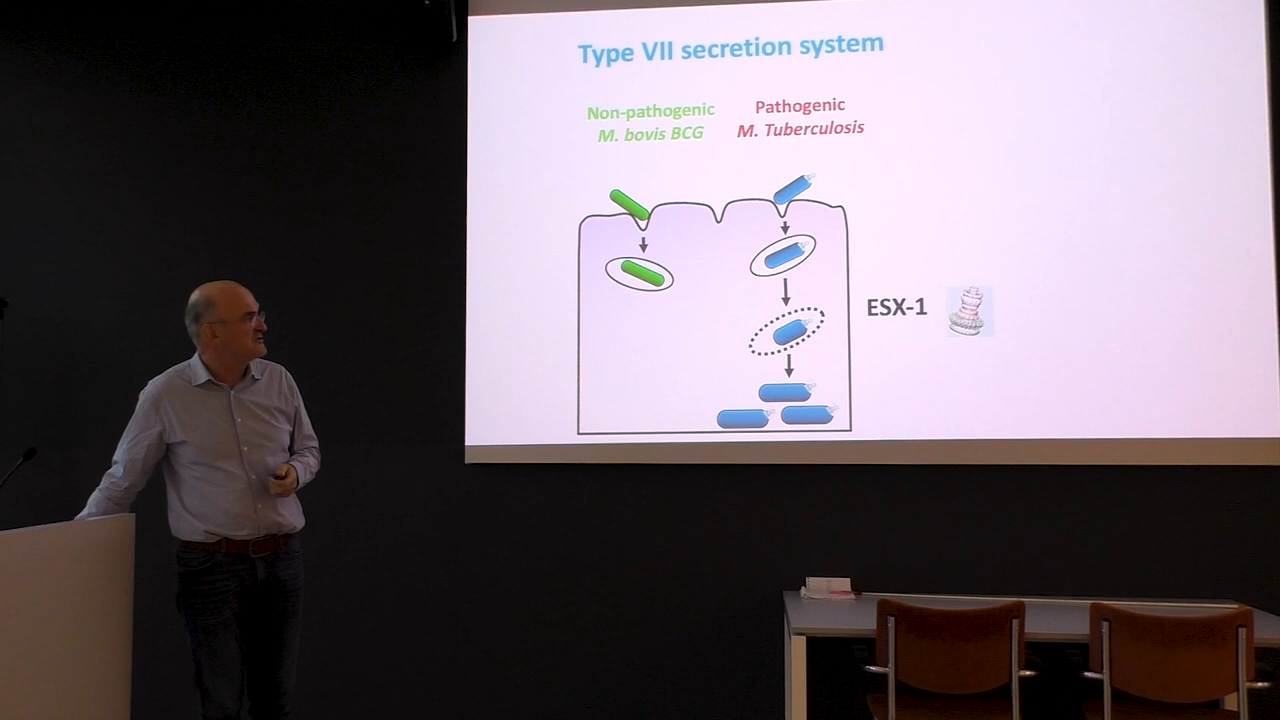 Type VII secretion system
Non-pathogenic
M. bovis BCG
Pathogenic
M. Tuberculosis
ESX-1